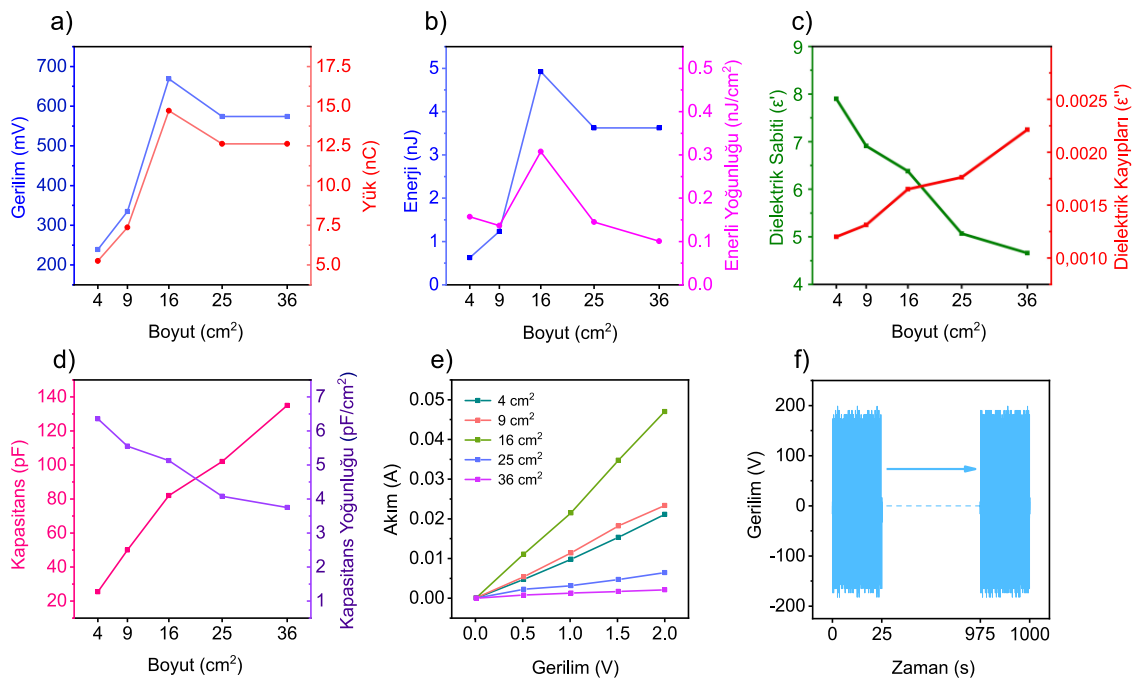 a)
Gerilim (mV)
700
600
500
400
300
200
17.5
15.0
12.5
10.0
7.5
5.0
Yük (nC)
4 9 16 25 36
Boyut (cm²)
b)
Enerji (nJ)
5
4
3
2
1
0
0.5
0.4
0.3
0.2
0.1
0.0
Enerli Yoğunluğu (nJ/cm²)
4 9 16 25 36
Boyut (cm²)
c)
Dielektrik Sabiti (ε')
9
8
7
6
5
4
0.0025
0.0020
0.0015
0,0010
Dielektrik Kayıpları (ε")
4 9 16 25 36
Boyut (cm²)
d)
Kapasitans (pF)
140
120
100
80
60
40
20
7
6
5
4
3
2
1
Kapasitans Yoğunluğu (pF/cm²)
4 9 16 25 36
Boyut (cm²)
e)
Akım (A)
0.05
0.04
0.03
0.02
0.01
0.00
4 cm²
9 cm²
16 cm²
25 cm²
36 cm²
0.0 0.5 1.0 1.5 2.0
Gerilim (V)
f)
Gerilim (V)
200
100
0
-100
-200
0 25 975 1000
Zaman (s)